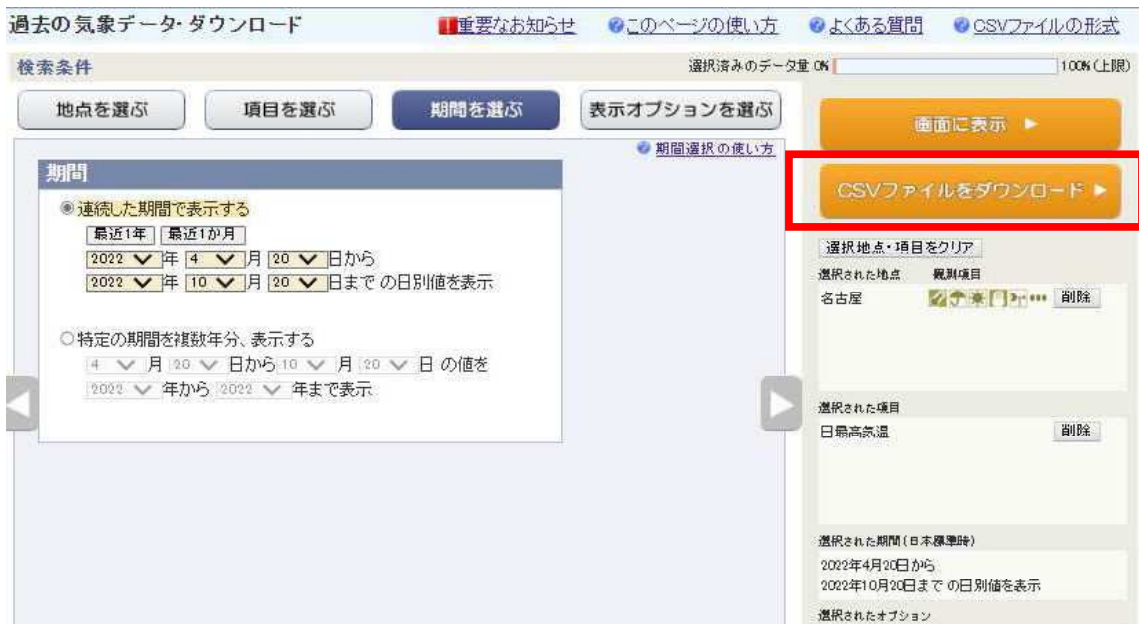 過去の気象データ・ダウンロード
重要なお知らせ
このページの使い方
よくある質問
CSVファイルの形式
検索条件
選択済みのデータ量 0%
100%(上限)
地点を選ぶ
項目を選ぶ
期間を選ぶ
表示オプションを選ぶ
画面に表示
期間選択の使い方
CSVファイルをダウンロード
期間
連続した期間で表示する
最近1年 最近1か月
2022 年 4 月 20 日から
2022 年 10 月 20 日まで の日別値を表示
特定の期間を複数年分、表示する
4 月 20 日から 10 月 20 日 の値を
2022 年から 2022 年まで表示
選択地点・項目をクリア
選択された地点 観測項目
名古屋 削除
選択された項目
日最高気温 削除
選択された期間(日本標準時)
2022年4月20日から
2022年10月20日まで の日別値を表示
選択されたオプション